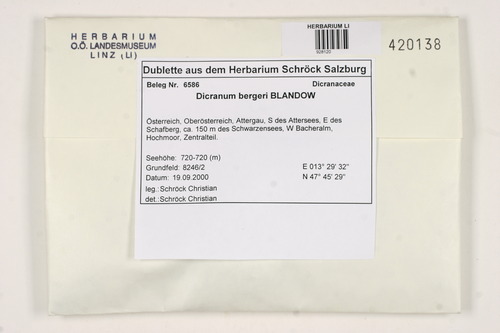 HERBARIUM
O.Ö. LANDESMUSEUM
LINZ (LI)
HERBARIUM LI
420138
Dublette aus dem Herbarium Schröck Salzburg
Beleg Nr. 6586 Dicranaceae
Dicranum bergeri BLANDOW
Österreich, Oberösterreich, Attergau, S des Attersees, E des
Schafberg, ca. 150 m des Schwarzensees, W Bacheralm,
Hochmoor, Zentralteil.
Seehöhe: 720-720 (m)
Grundfeld: 8246/2 E 013° 29' 32"
Datum: 19.09.2000 N 47° 45' 29"
leg.:Schröck Christian
det.:Schröck Christian